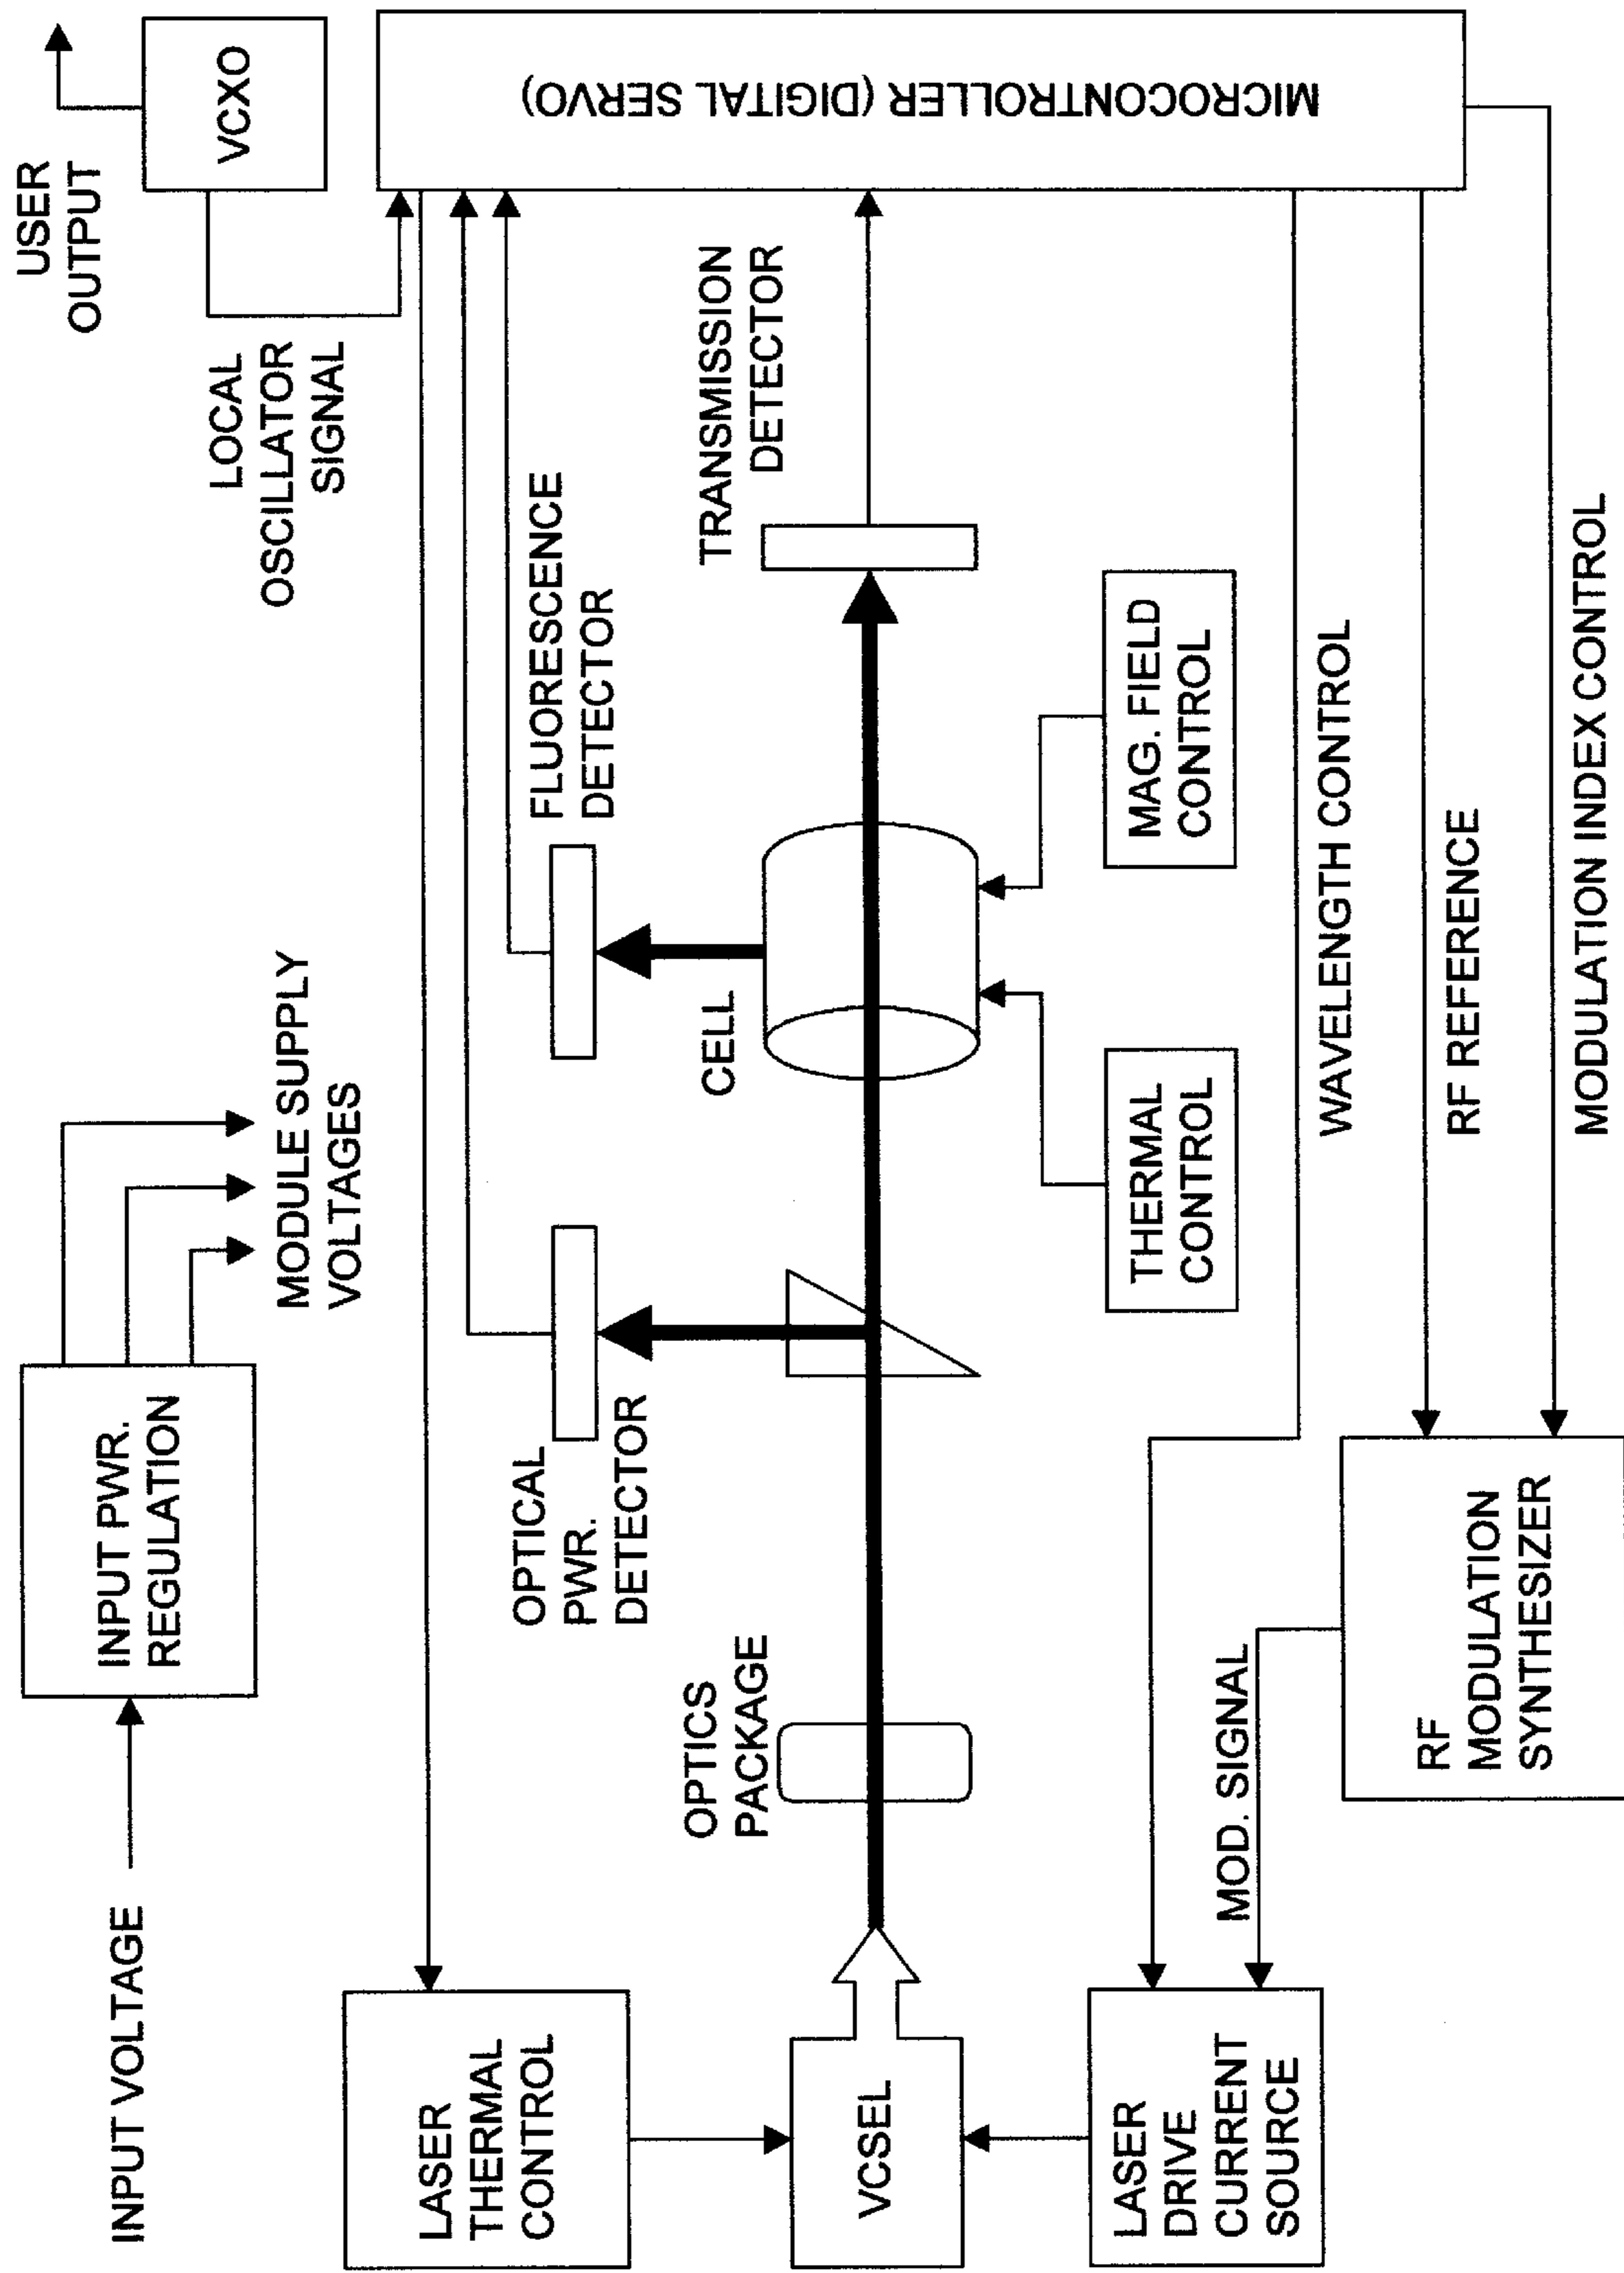 INPUT VOLTAGE
INPUT PWR.
REGULATION
MODULE SUPPLY
VOLTAGES
USER
OUTPUT
VCXO
LOCAL
OSCILLATOR
SIGNAL
LASER
THERMAL
CONTROL
OPTICAL
PWR.
DETECTOR
FLUORESCENCE
DETECTOR
MICROCONTROLLER (DIGITAL SERVO)
OPTICS
PACKAGE
CELL
TRANSMISSION
DETECTOR
VCSEL
THERMAL
CONTROL
MAG. FIELD
CONTROL
LASER
DRIVE
CURRENT
SOURCE
MOD. SIGNAL
WAVELENGTH CONTROL
RF REFERENCE
RF
MODULATION
SYNTHESIZER
MODULATION INDEX CONTROL